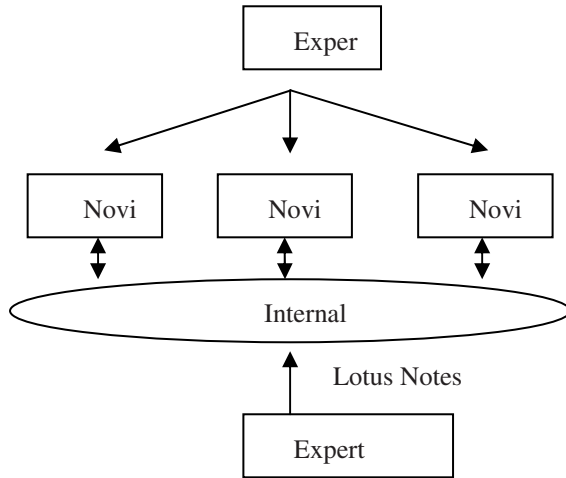 Exper
Novi Novi Novi
Internal
Lotus Notes
Expert